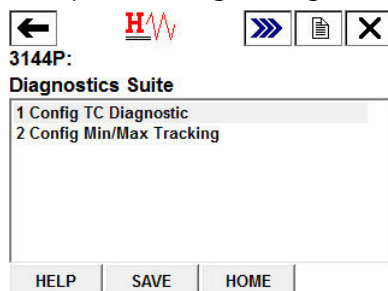 H
3144P:
Diagnostics Suite
1 Config TC Diagnostic
2 Config Min/Max Tracking
HELP SAVE HOME